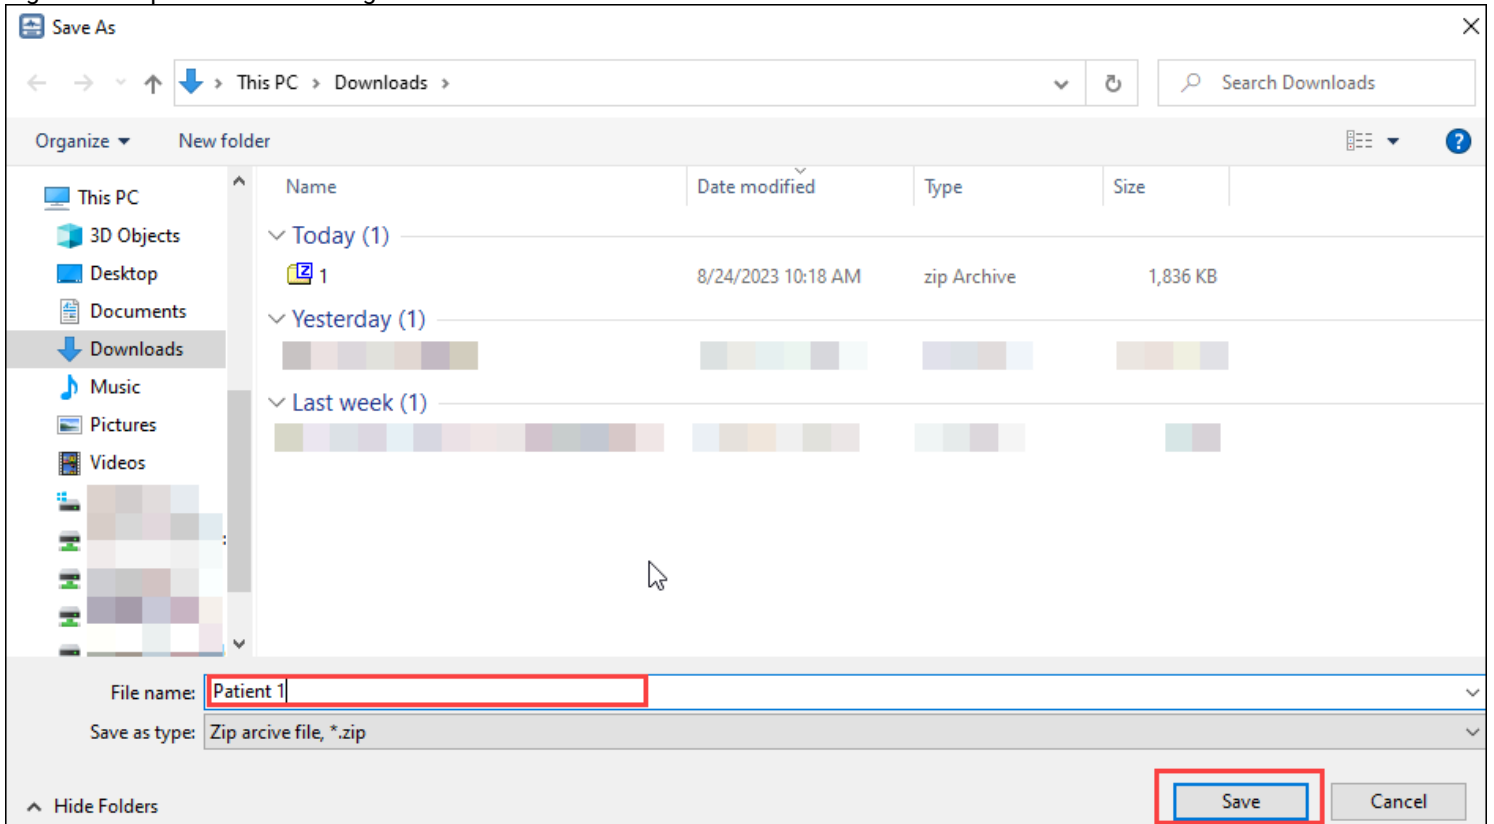 Save As
This PC > Downloads >
Search Downloads
Organize
New folder
?
Name
Date modified
Type
Size
This PC
3D Objects
Desktop
Documents
Downloads
Music
Pictures
Videos
Today (1)
1
8/24/2023 10:18 AM
zip Archive
1,836 KB
Yesterday (1)
Last week (1)
File name:
Patient 1
Save as type:
Zip arcive file, *.zip
Hide Folders
Save
Cancel